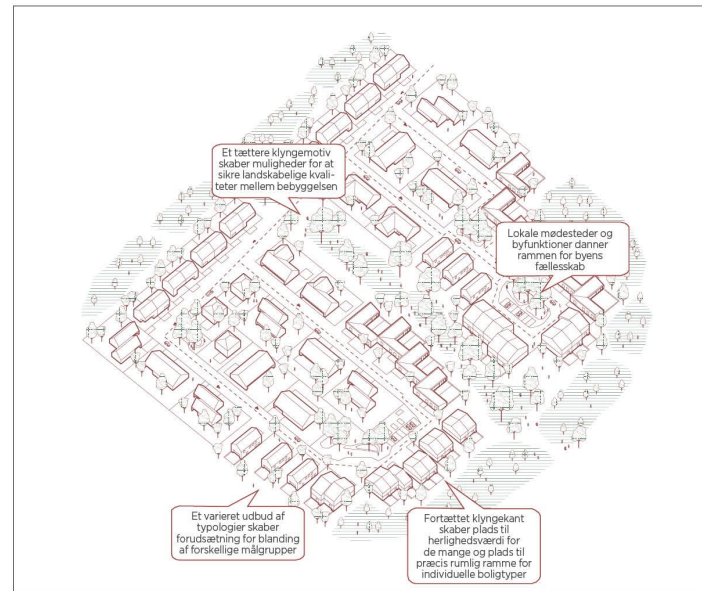 Et tættere klyngemotiv
skaber muligheder for at
sikre landskabelige kvali-
teter mellem bebyggelsen
Lokale mødesteder og
byfunktioner danner
rammen for byens
fællesskab
Et varieret udbud af
typologier skaber
forudsætning for blanding
af forskellige målgrupper
Fortættet klyngekant
skaber plads til
herlighedsværdi for
de mange og plads til
præcis rumlig ramme for
individuelle boligtyper